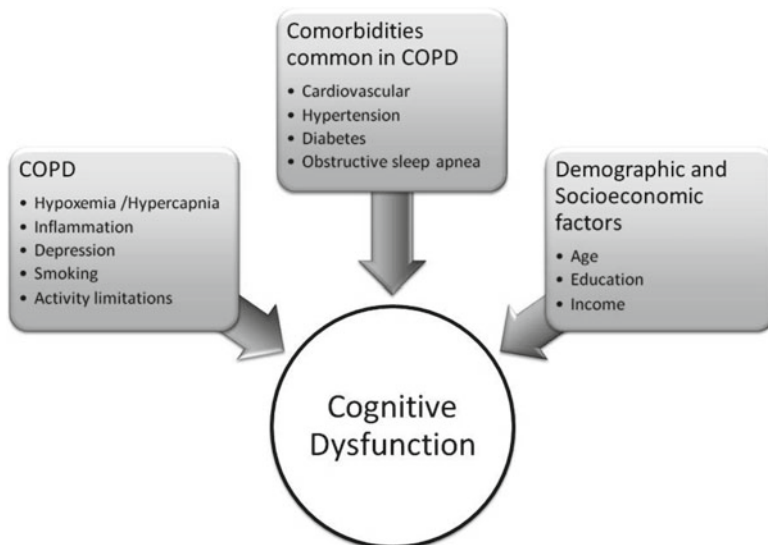 Comorbidities
common in COPD
• Cardiovascular
• Hypertension
• Diabetes
• Obstructive sleep apnea
COPD
• Hypoxemia /Hypercapnia
• Inflammation
• Depression
• Smoking
• Activity limitations
Demographic and
Socioeconomic
factors
• Age
• Education
• Income
Cognitive
Dysfunction